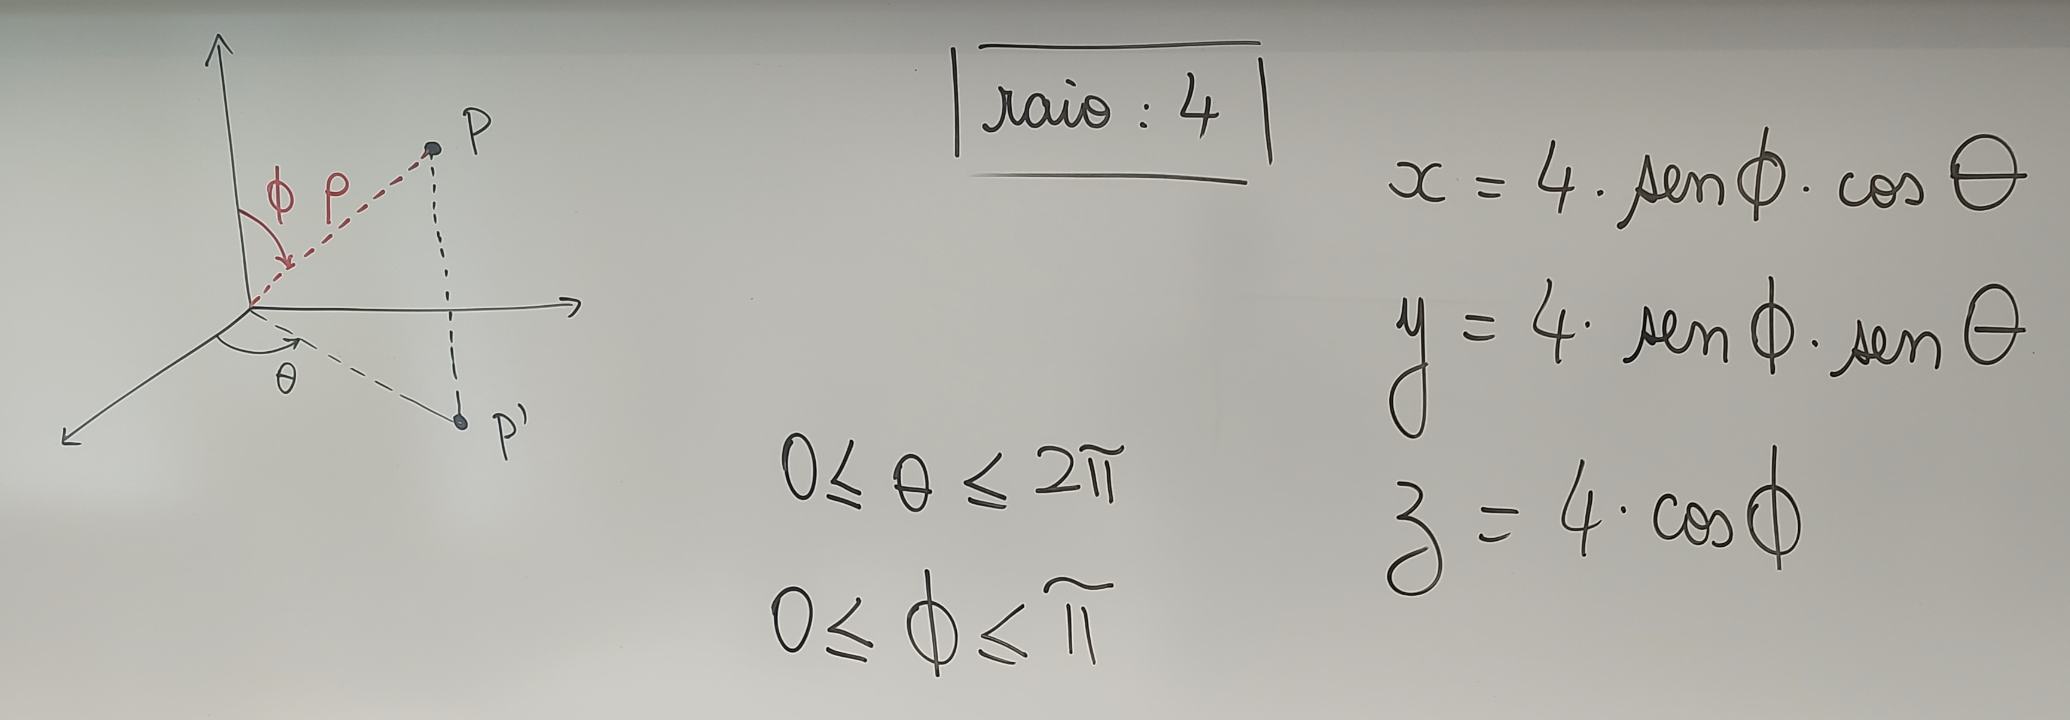 P
ϕ ρ
θ
P'
raio : 4
x = 4 . sen ϕ . cos θ
y = 4 . sen ϕ . sen θ
z = 4 . cos ϕ
0 ≤ θ ≤ 2π
0 ≤ ϕ ≤ π